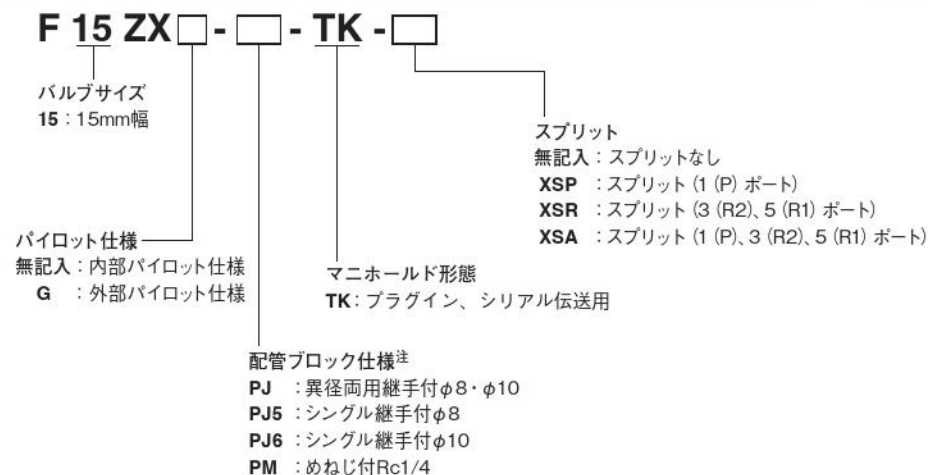 F 15 ZX□ - □ - TK - □
バルブサイズ
15：15mm幅
スプリット
無記入：スプリットなし
XSP ：スプリット（1（P）ポート）
XSR ：スプリット（3（R2）、5（R1）ポート）
XSA ：スプリット（1（P）、3（R2）、5（R1）ポート）
パイロット仕様
無記入：内部パイロット仕様
G ：外部パイロット仕様
マニホールド形態
TK：プラグイン、シリアル伝送用
配管ブロック仕様注
PJ ：異径両用継手付φ8・φ10
PJ5 ：シングル継手付φ8
PJ6 ：シングル継手付φ10
PM ：めねじ付Rc1/4